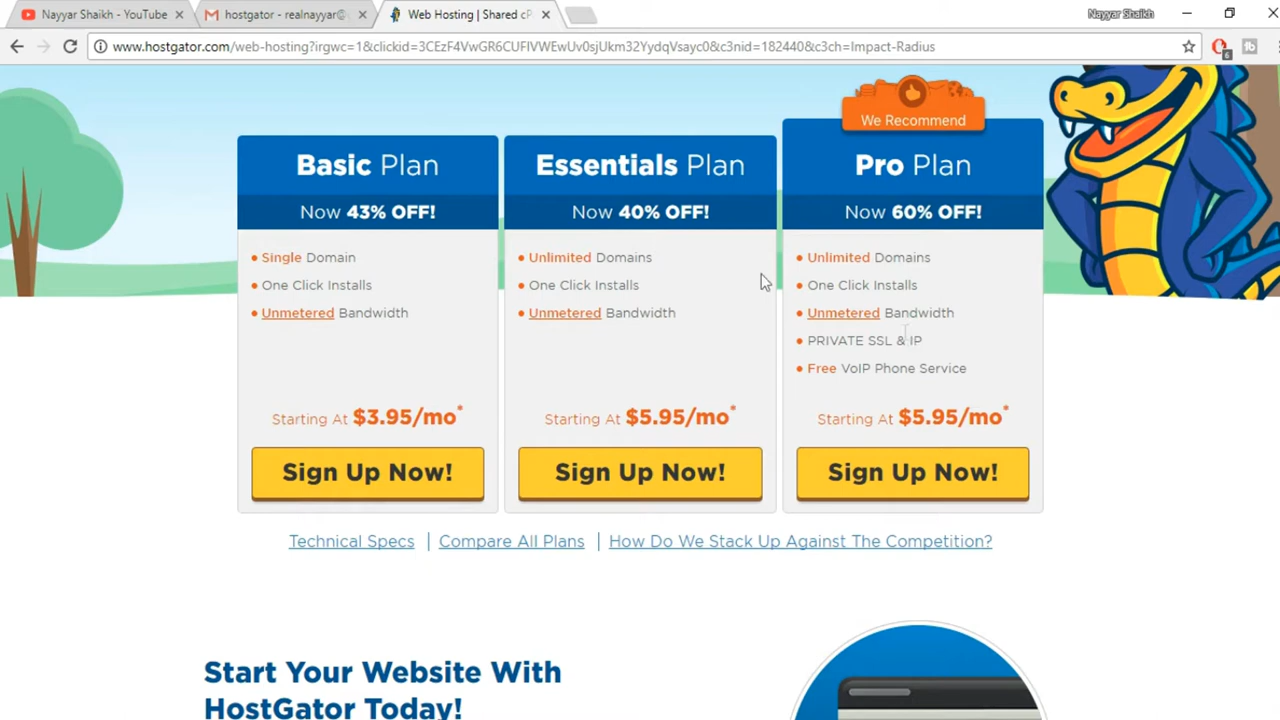 Nayyar Shaikh - YouTube
hostgator - realnayyar@
Web Hosting | Shared cP
Nayyar Shaikh
www.hostgator.com/web-hosting?irgwc=1&clickid=3CEzF4VwGR6CUFIVWEwUv0sjUkm32YydqVsayc0&c3nid=182440&c3ch=Impact-Radius
6
We Recommend
Basic Plan
Now 43% OFF!
• Single Domain
• One Click Installs
• Unmetered Bandwidth
Starting At $3.95/mo*
Sign Up Now!
Essentials Plan
Now 40% OFF!
• Unlimited Domains
• One Click Installs
• Unmetered Bandwidth
Starting At $5.95/mo*
Sign Up Now!
Pro Plan
Now 60% OFF!
• Unlimited Domains
• One Click Installs
• Unmetered Bandwidth
• PRIVATE SSL & IP
• Free VoIP Phone Service
Starting At $5.95/mo*
Sign Up Now!
Technical Specs | Compare All Plans | How Do We Stack Up Against The Competition?
Start Your Website With
HostGator Today!